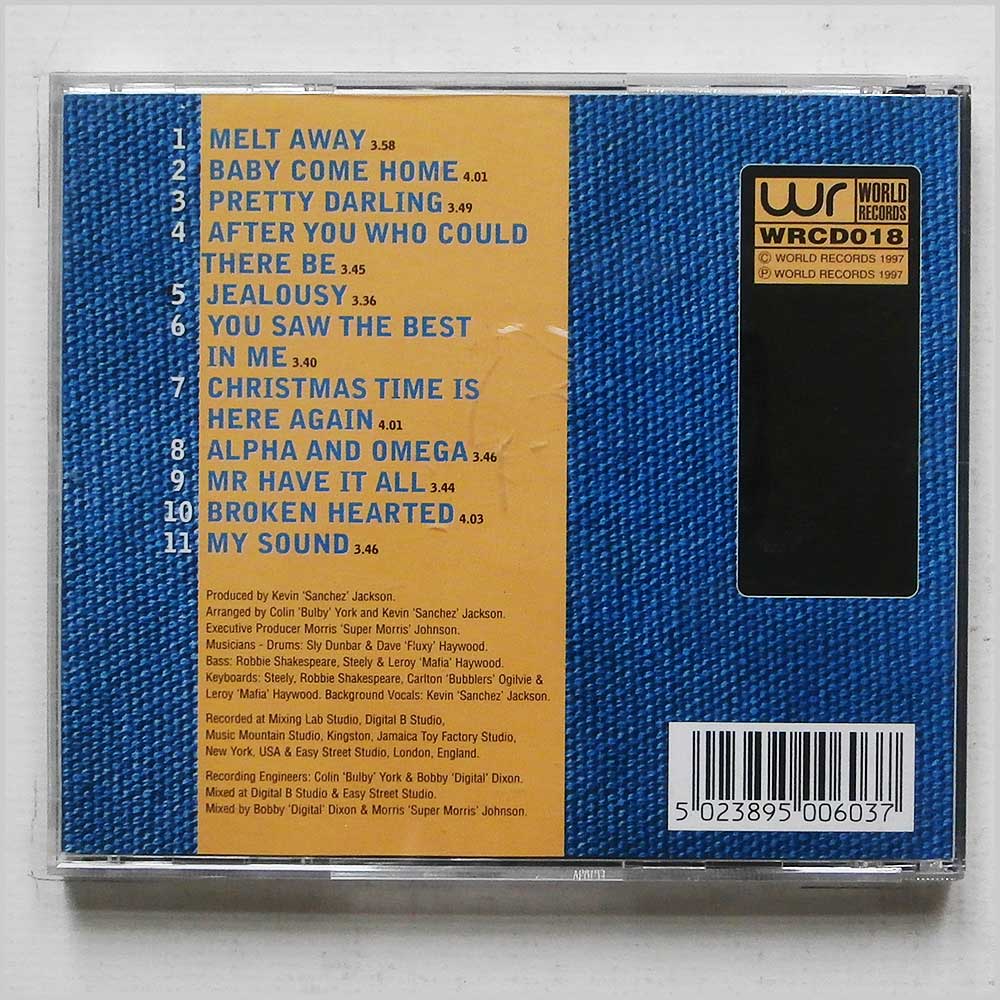 1 MELT AWAY 3.58
2 BABY COME HOME 4.01
3 PRETTY DARLING 3.49
4 AFTER YOU WHO COULD
THERE BE 3.45
5 JEALOUSY 3.36
6 YOU SAW THE BEST
IN ME 3.40
7 CHRISTMAS TIME IS
HERE AGAIN 4.01
8 ALPHA AND OMEGA 3.46
9 MR HAVE IT ALL 3.44
10 BROKEN HEARTED 4.03
11 MY SOUND 3.46
Produced by Kevin 'Sanchez' Jackson.
Arranged by Colin 'Bulby' York and Kevin 'Sanchez' Jackson.
Executive Producer Morris 'Super Morris' Johnson.
Musicians - Drums: Sly Dunbar & Dave 'Fluxy' Haywood.
Bass: Robbie Shakespeare, Steely & Leroy 'Mafia' Haywood.
Keyboards: Steely, Robbie Shakespeare, Carlton 'Bubblers' Ogilvie &
Leroy 'Mafia' Haywood. Background Vocals: Kevin 'Sanchez' Jackson.
Recorded at Mixing Lab Studio, Digital B Studio,
Music Mountain Studio, Kingston, Jamaica Toy Factory Studio,
New York, USA & Easy Street Studio, London, England.
Recording Engineers: Colin 'Bulby' York & Bobby 'Digital' Dixon.
Mixed at Digital B Studio & Easy Street Studio.
Mixed by Bobby 'Digital' Dixon & Morris 'Super Morris' Johnson.
wr WORLD
RECORDS
WRCD018
© WORLD RECORDS 1997
℗ WORLD RECORDS 1997
5 023895 006037